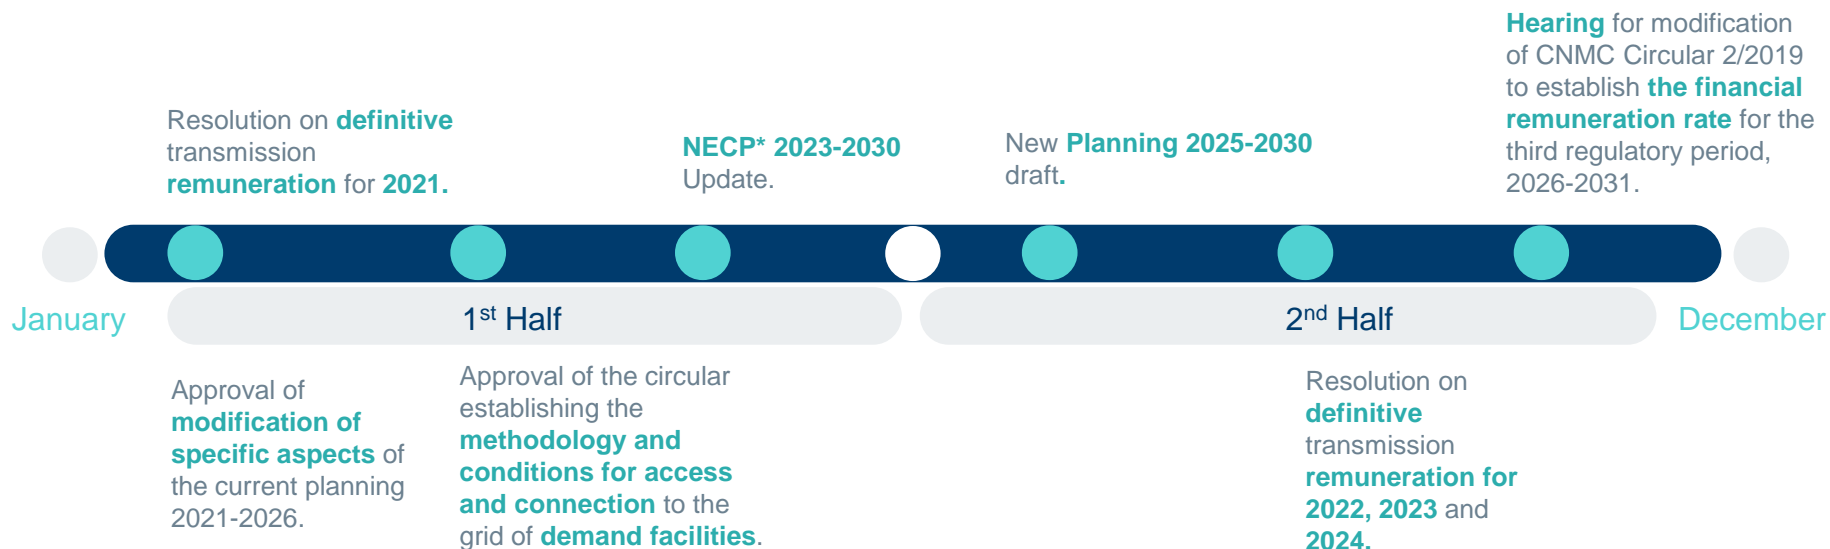 Resolution on definitive
transmission
remuneration for 2021.
NECP* 2023-2030
Update.
New Planning 2025-2030
draft.
Hearing for modification
of CNMC Circular 2/2019
to establish the financial
remuneration rate for the
third regulatory period,
2026-2031.
January
1st Half
2nd Half
December
Approval of
modification of
specific aspects of
the current planning
2021-2026.
Approval of the circular
establishing the
methodology and
conditions for access
and connection to the
grid of demand facilities.
Resolution on
definitive
transmission
remuneration for
2022, 2023 and
2024.